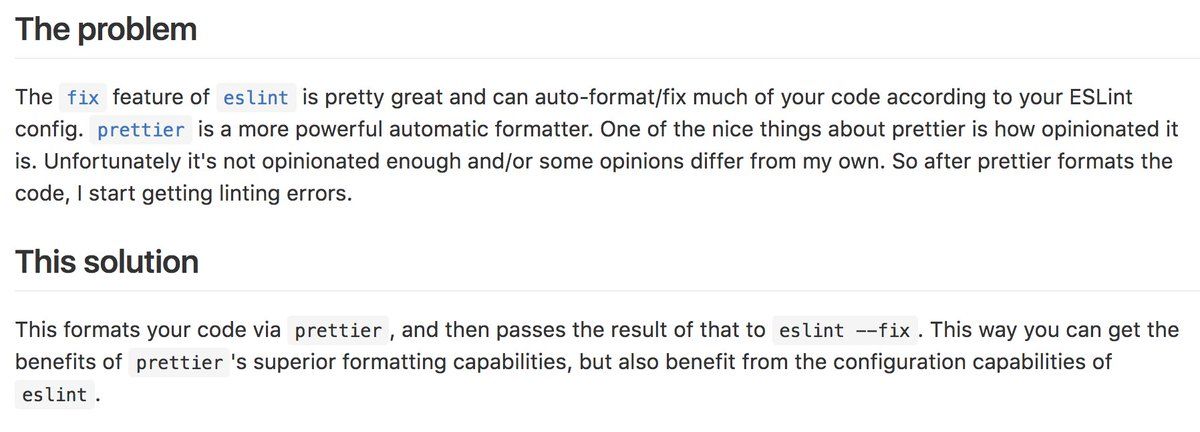 The problem
The fix feature of eslint is pretty great and can auto-format/fix much of your code according to your ESLint
config. prettier is a more powerful automatic formatter. One of the nice things about prettier is how opinionated it
is. Unfortunately it's not opinionated enough and/or some opinions differ from my own. So after prettier formats the
code, I start getting linting errors.
This solution
This formats your code via prettier, and then passes the result of that to eslint --fix. This way you can get the
benefits of prettier's superior formatting capabilities, but also benefit from the configuration capabilities of
eslint.